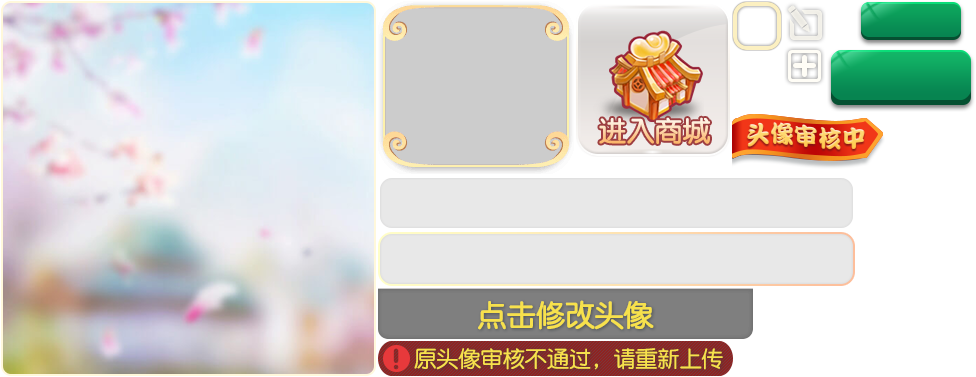 进入商城
头像审核中
点击修改头像
原头像审核不通过，请重新上传